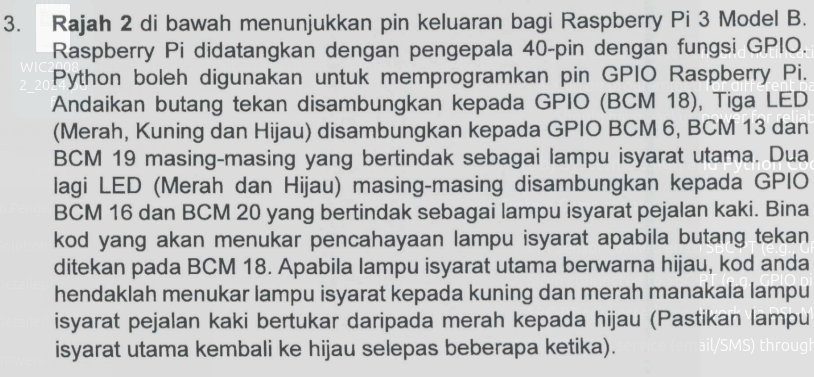 3. Rajah 2 di bawah menunjukkan pin keluaran bagi Raspberry Pi 3 Model B.
Raspberry Pi didatangkan dengan pengepala 40-pin dengan fungsi GPIO.
Python boleh digunakan untuk memprogramkan pin GPIO Raspberry Pi.
Andaikan butang tekan disambungkan kepada GPIO (BCM 18), Tiga LED
(Merah, Kuning dan Hijau) disambungkan kepada GPIO BCM 6, BCM 13 dan
BCM 19 masing-masing yang bertindak sebagai lampu isyarat utama. Dua
lagi LED (Merah dan Hijau) masing-masing disambungkan kepada GPIO
BCM 16 dan BCM 20 yang bertindak sebagai lampu isyarat pejalan kaki. Bina
kod yang akan menukar pencahayaan lampu isyarat apabila butang tekan
ditekan pada BCM 18. Apabila lampu isyarat utama berwarna hijau, kod anda
hendaklah menukar lampu isyarat kepada kuning dan merah manakala lampu
isyarat pejalan kaki bertukar daripada merah kepada hijau (Pastikan lampu
isyarat utama kembali ke hijau selepas beberapa ketika).
WIC2008
ail/SMS) through